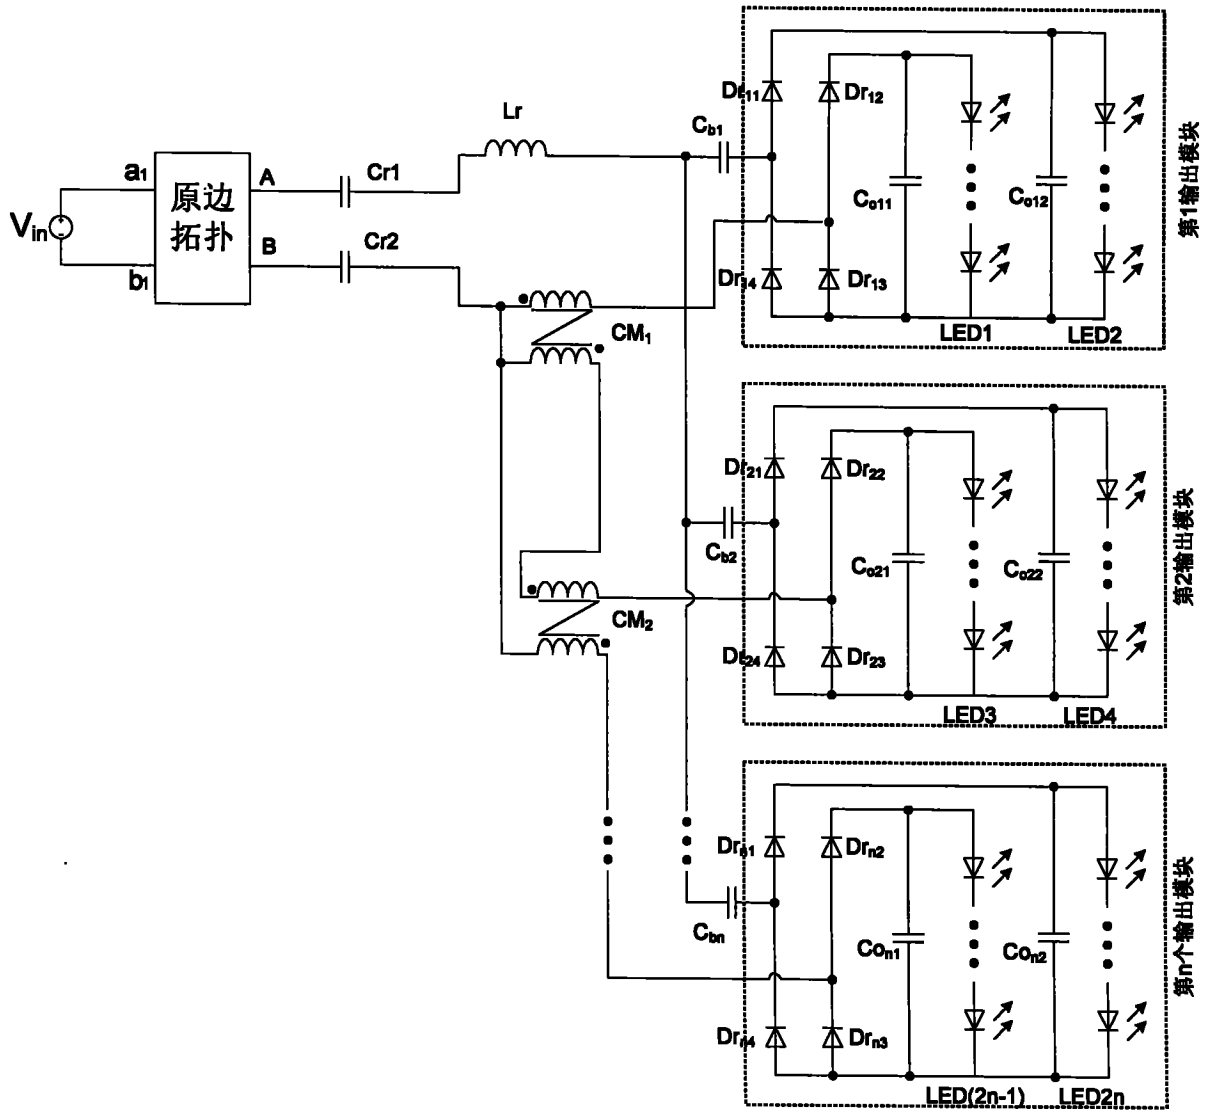 Vin
a1
b1
原边
拓扑
A
B
Cr1
Cr2
Lr
CM1
CM2
Cb1
Dr11
Dr12
Dr14
Dr13
Co11
Co12
LED1
LED2
第1输出模块
Cb2
Dr21
Dr22
Dr24
Dr23
Co21
Co22
LED3
LED4
第2输出模块
Cbn
Drn1
Drn2
Drn4
Drn3
Con1
Con2
LED(2n-1)
LED2n
第n个输出模块